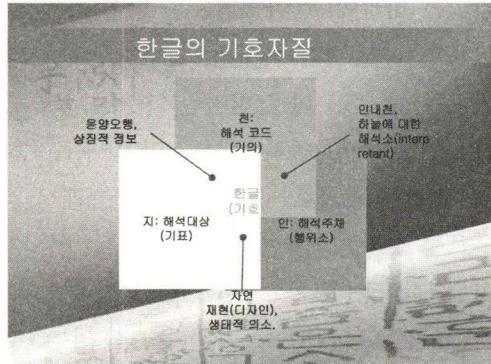 한글의 기호자질
천:
해석 코드
(기의)
음양오행,
상징적 정보
인내천,
하늘에 대한
해석소(interp
retant)
한글
(기호
지: 해석대상
(기표)
인: 해석주체
(행위소)
자연
재현(디자인),
생태적 의소.